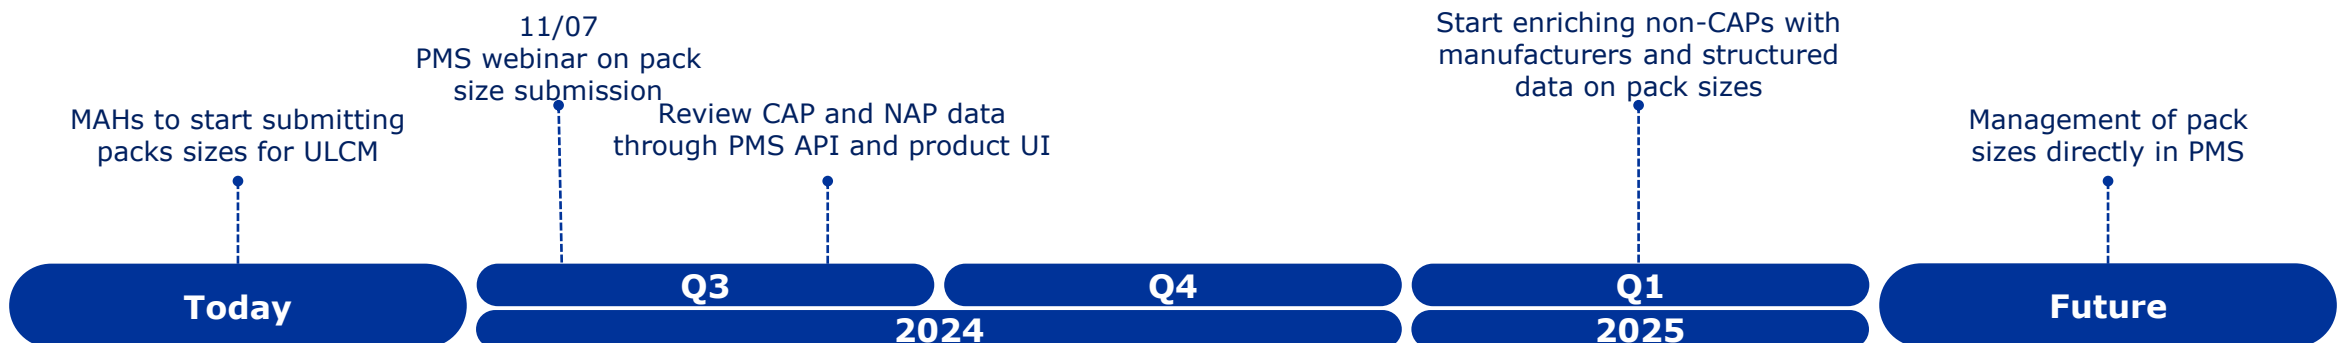 MAHs to start submitting
packs sizes for ULCM
11/07
PMS webinar on pack
size submission
Review CAP and NAP data
through PMS API and product UI
Start enriching non-CAPs with
manufacturers and structured
data on pack sizes
Management of pack
sizes directly in PMS
Today
Q3
Q4
2024
Q1
2025
Future